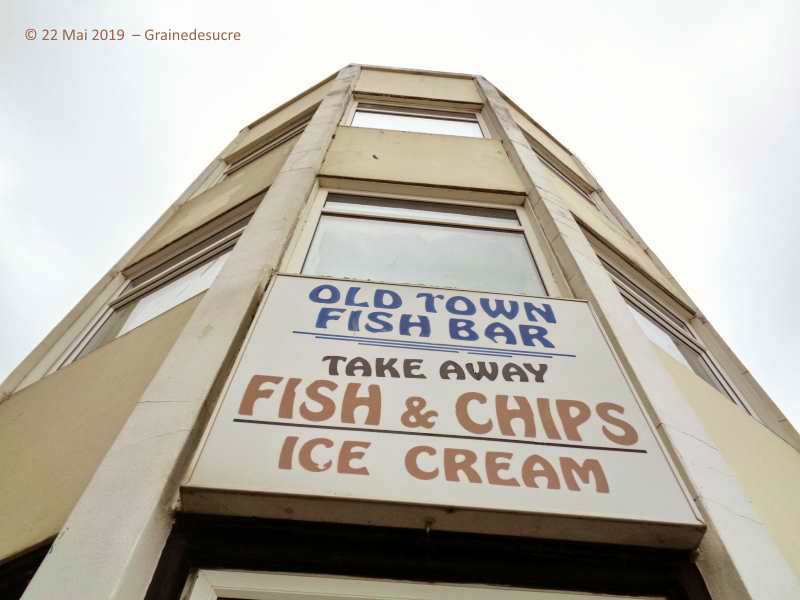 © 22 Mai 2019 – Grainedesucre
OLD TOWN
FISH BAR
TAKE AWAY
FISH & CHIPS
ICE CREAM